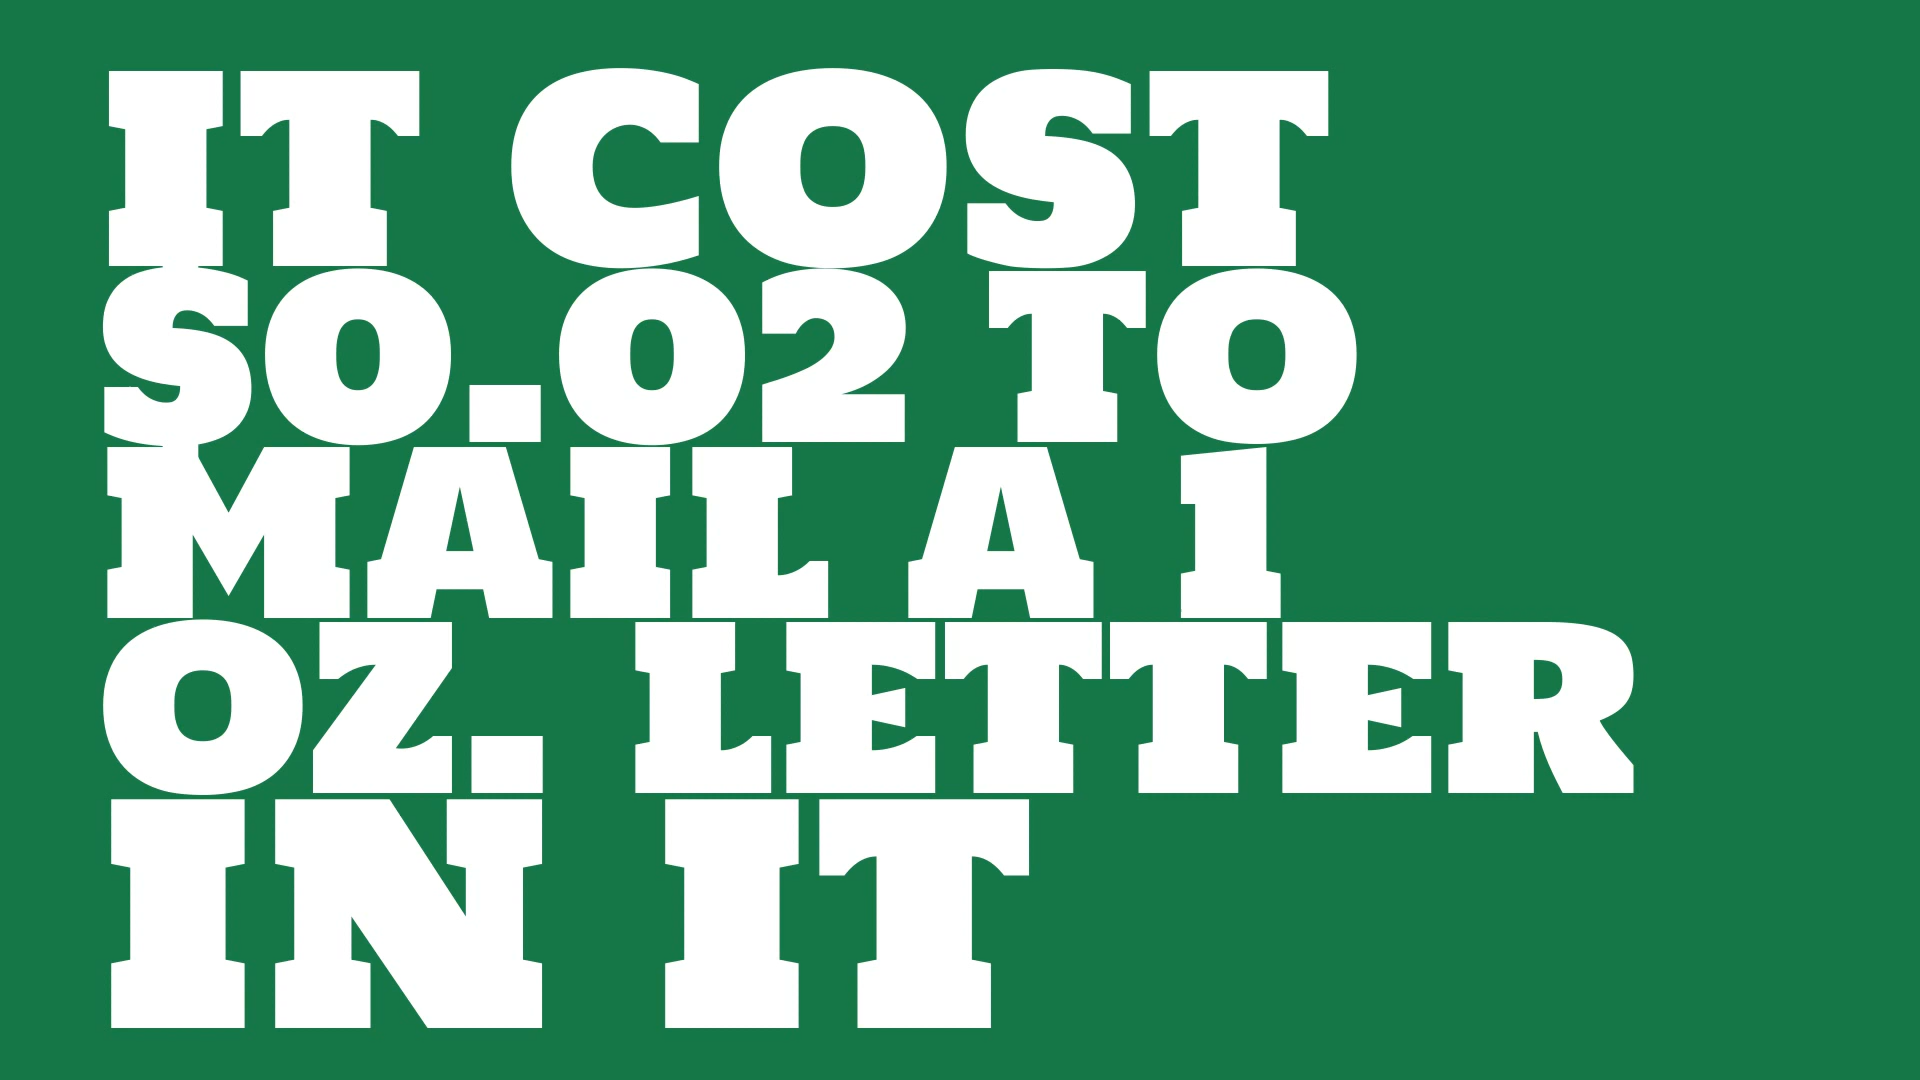 IT COST
$0.02 TO
MAIL A 1
OZ. LETTER
IN IT